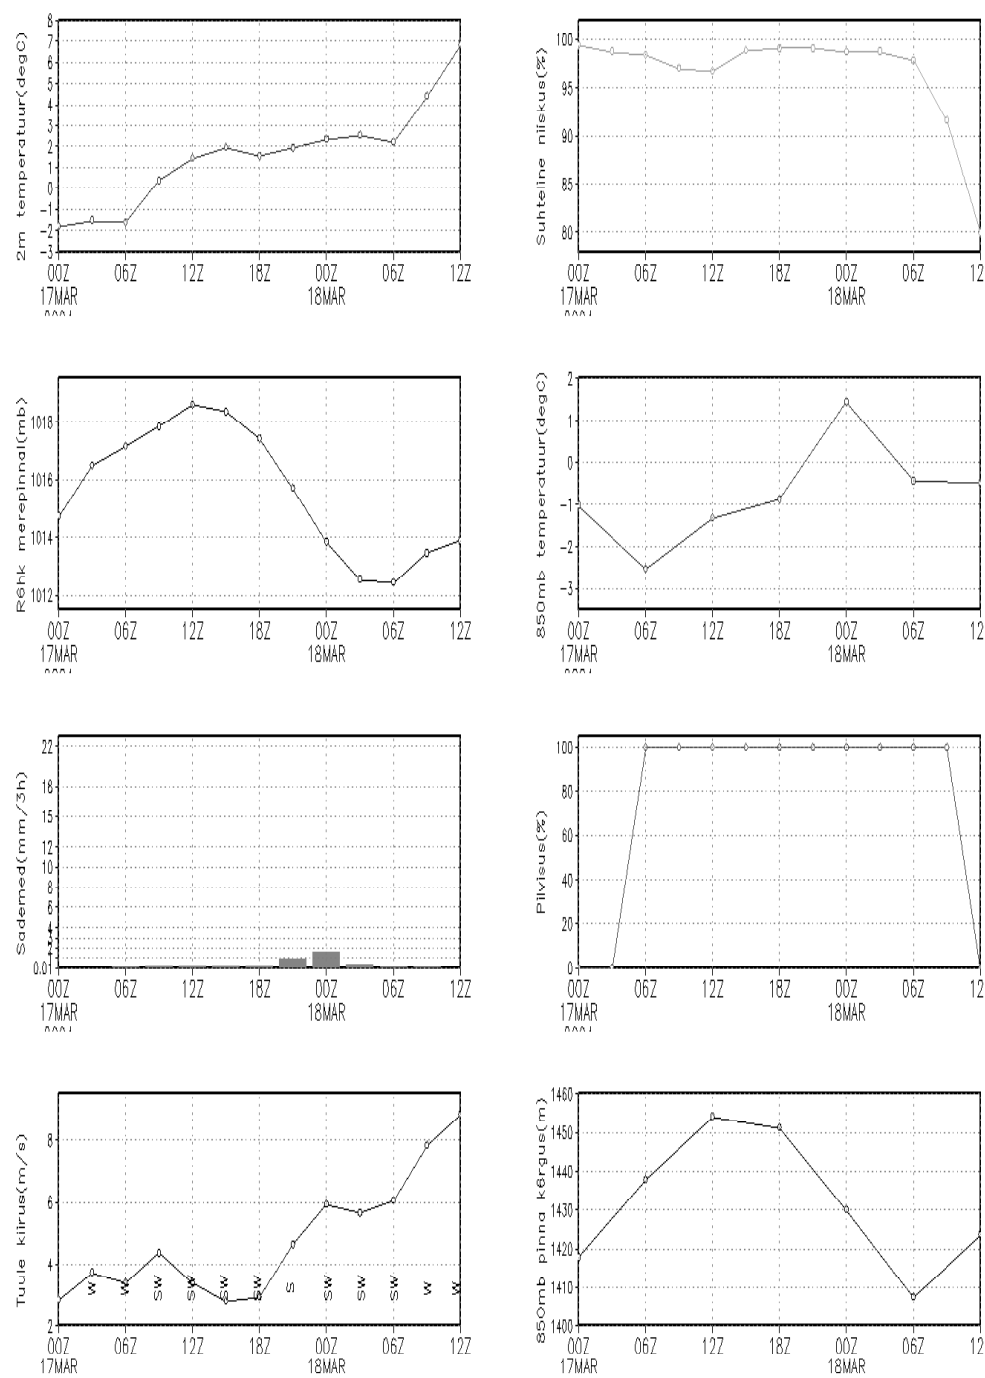 2m temperatuur(degC)
8
7
6
5
4
3
2
1
0
-1
-2
-3
00Z 06Z 12Z 18Z 00Z 06Z 12Z
17MAR 18MAR
Suhteline niiskus(%)
100
95
90
85
80
00Z 06Z 12Z 18Z 00Z 06Z 12
17MAR 18MAR
Rêhk merepinnal(mb)
1018
1016
1014
1012
00Z 06Z 12Z 18Z 00Z 06Z 12Z
17MAR 18MAR
850mb temperatuur(degC)
2
1
0
-1
-2
-3
00Z 06Z 12Z 18Z 00Z 06Z 12
17MAR 18MAR
Sademed(mm/3h)
22
18
15
12
10
8
6
4
3
2
1
0.01
00Z 06Z 12Z 18Z 00Z 06Z 12Z
17MAR 18MAR
Pilvisus(%)
100
80
60
40
20
0
00Z 06Z 12Z 18Z 00Z 06Z 12
17MAR 18MAR
Tuule kiirus(m/s)
8
6
4
2
W W SW SW SW SW S SW SW SW W W
00Z 06Z 12Z 18Z 00Z 06Z 12Z
17MAR 18MAR
850mb pinna kêrgus(m)
1460
1450
1440
1430
1420
1410
1400
00Z 06Z 12Z 18Z 00Z 06Z 12
17MAR 18MAR